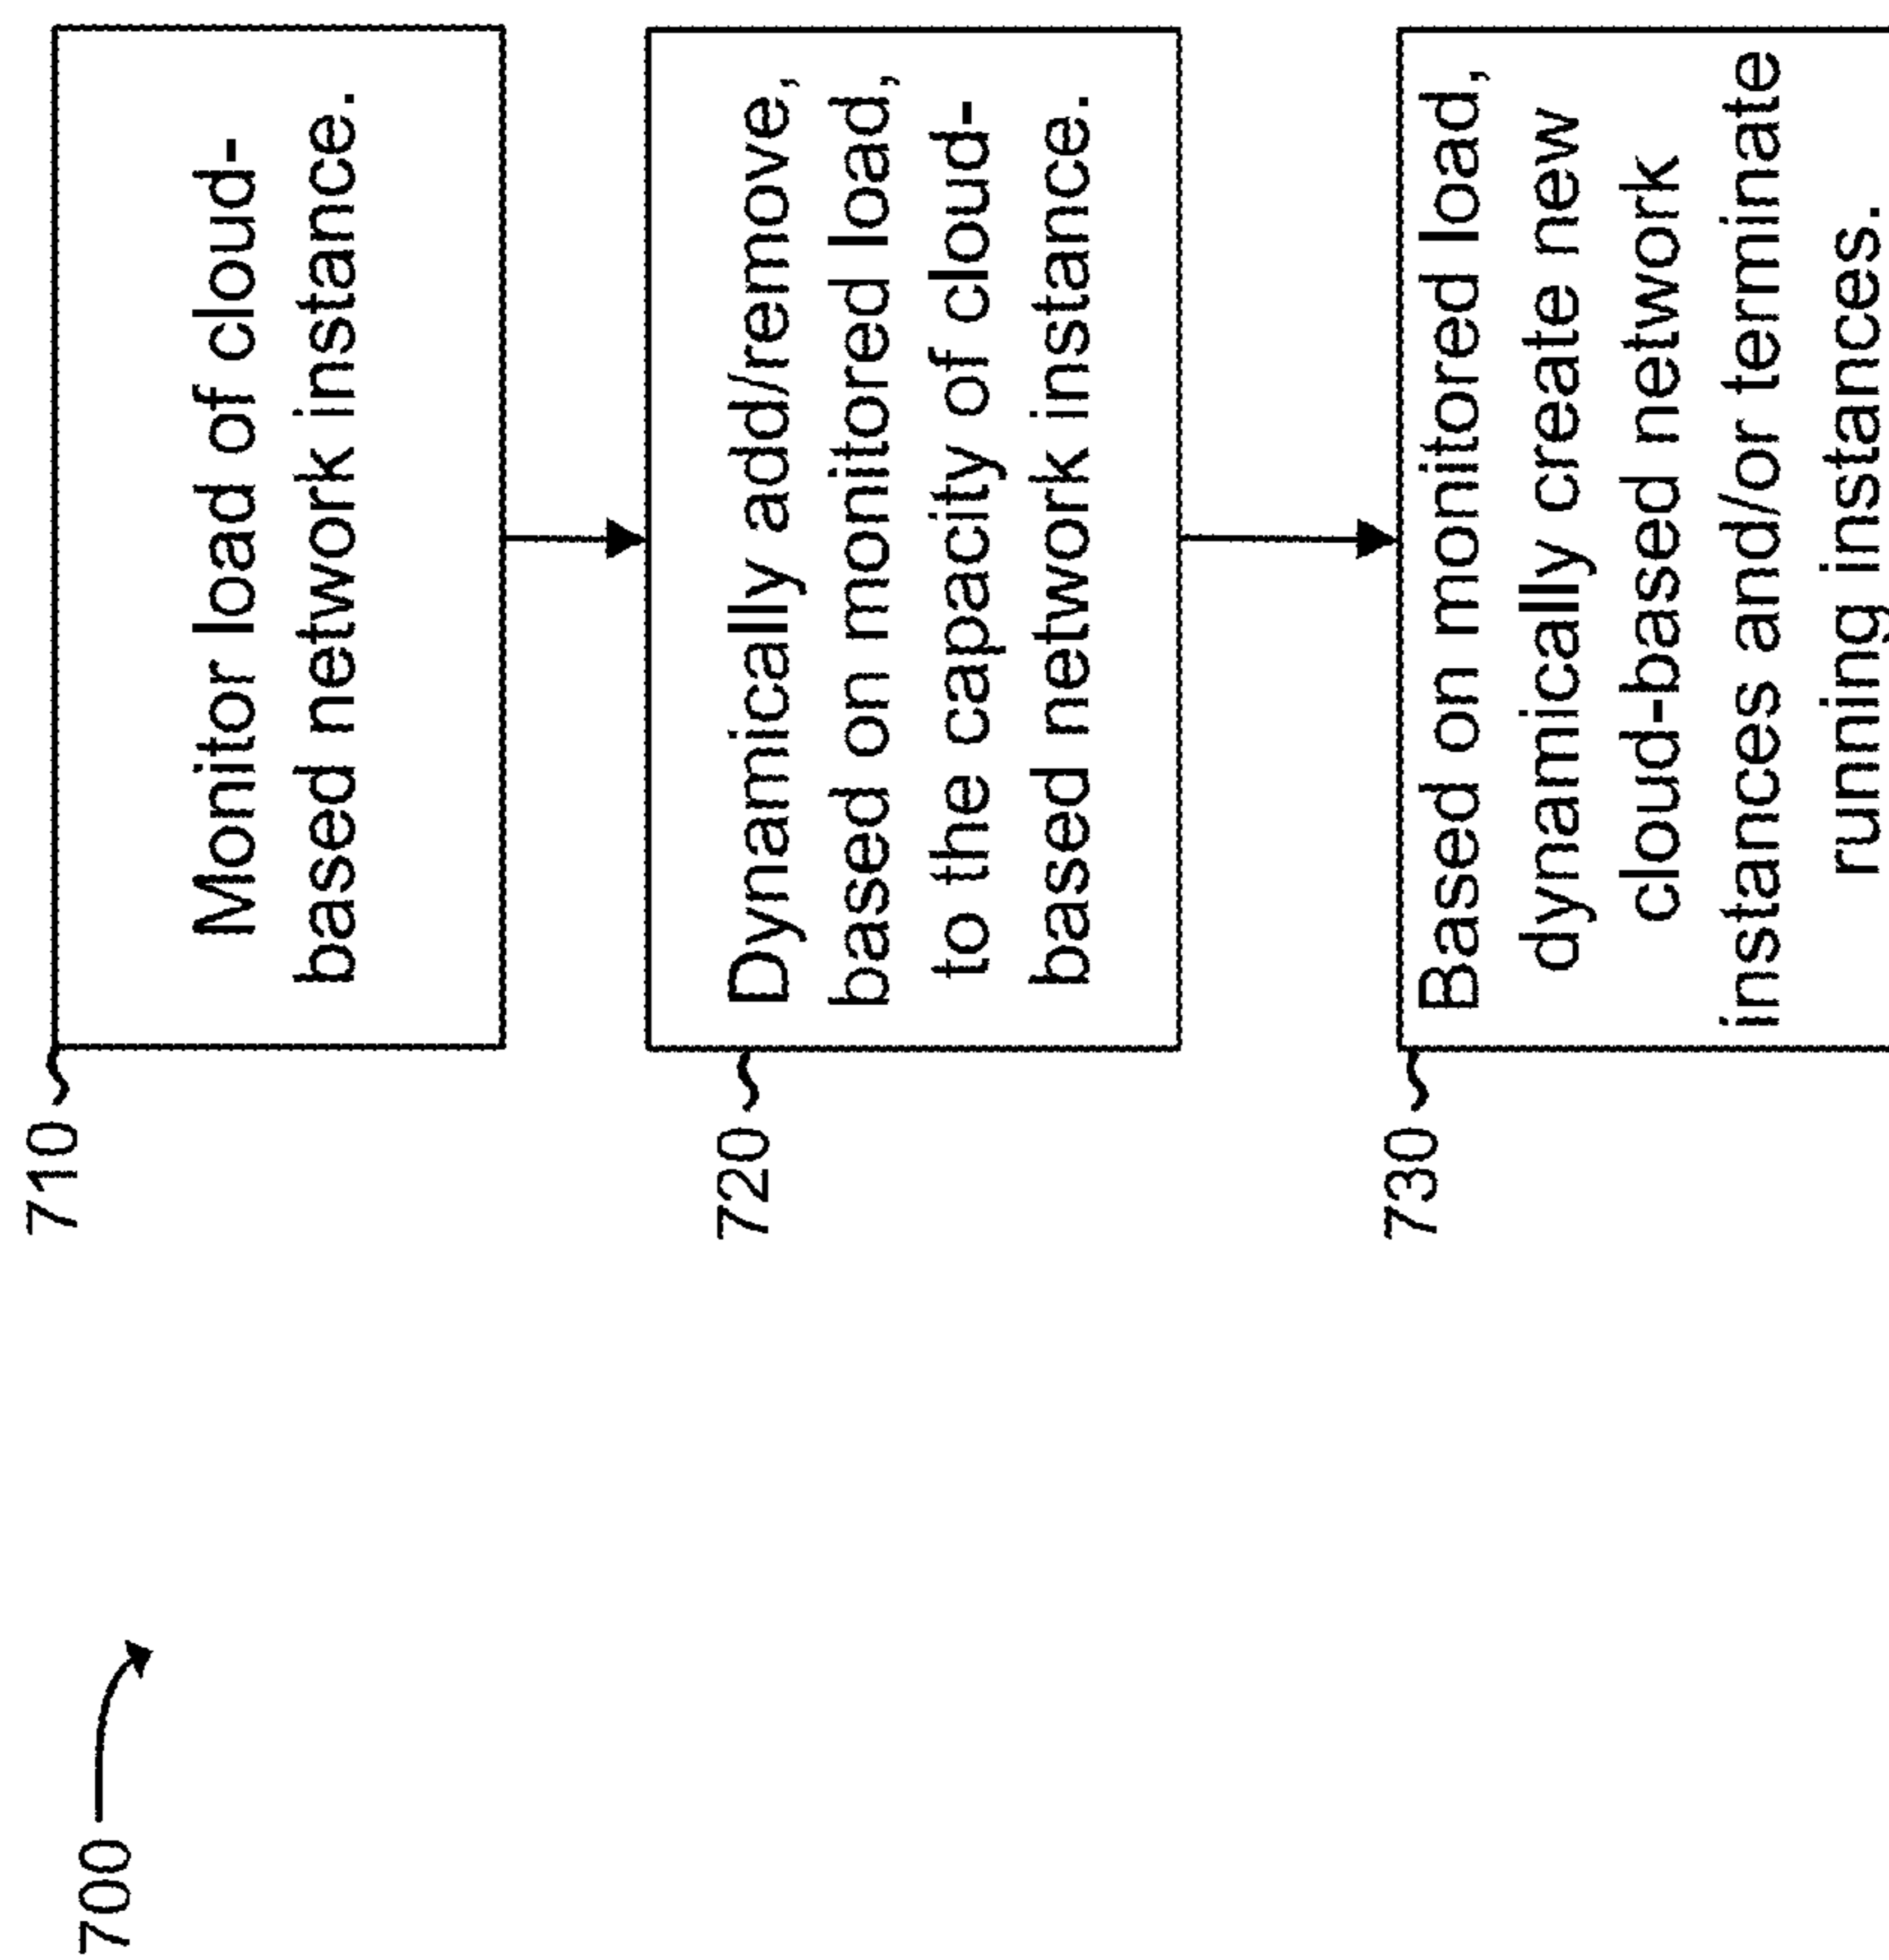 700
710
Monitor load of cloud-
based network instance.
720
Dynamically add/remove,
based on monitored load,
to the capacity of cloud-
based network instance.
730
Based on monitored load,
dynamically create new
cloud-based network
instances and/or terminate
running instances.